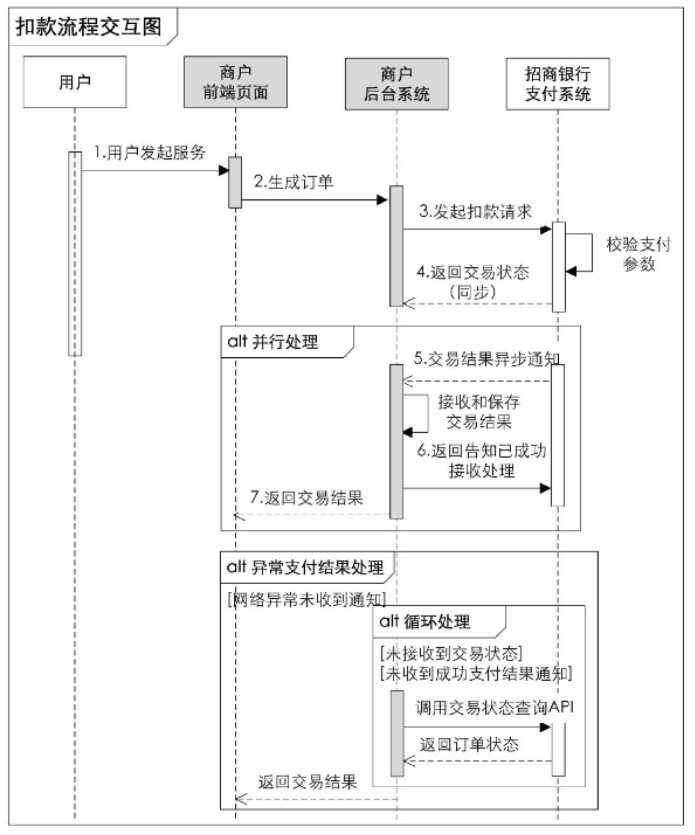 扣款流程交互图
用户
商户
前端页面
商户
后台系统
招商银行
支付系统
1.用户发起服务
2.生成订单
3.发起扣款请求
校验支付
参数
4.返回交易状态
（同步）
alt 并行处理
5.交易结果异步通知
接收和保存
交易结果
6.返回告知已成功
接收处理
7.返回交易结果
alt 异常支付结果处理
[网络异常未收到通知]
alt 循环处理
[未接收到交易状态]
[未收到成功支付结果通知]
调用交易状态查询API
返回订单状态
返回交易结果